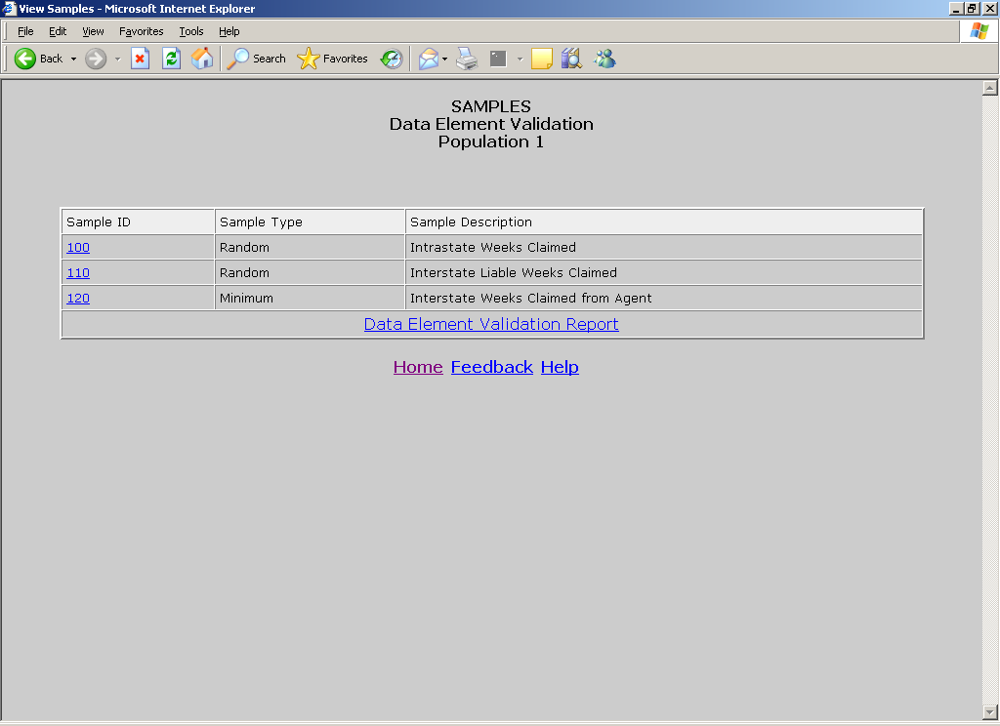 View Samples - Microsoft Internet Explorer
File Edit View Favorites Tools Help
Back Search Favorites
SAMPLES
Data Element Validation
Population 1
Sample ID Sample Type Sample Description
100 Random Intrastate Weeks Claimed
110 Random Interstate Liable Weeks Claimed
120 Minimum Interstate Weeks Claimed from Agent
Data Element Validation Report
Home Feedback Help